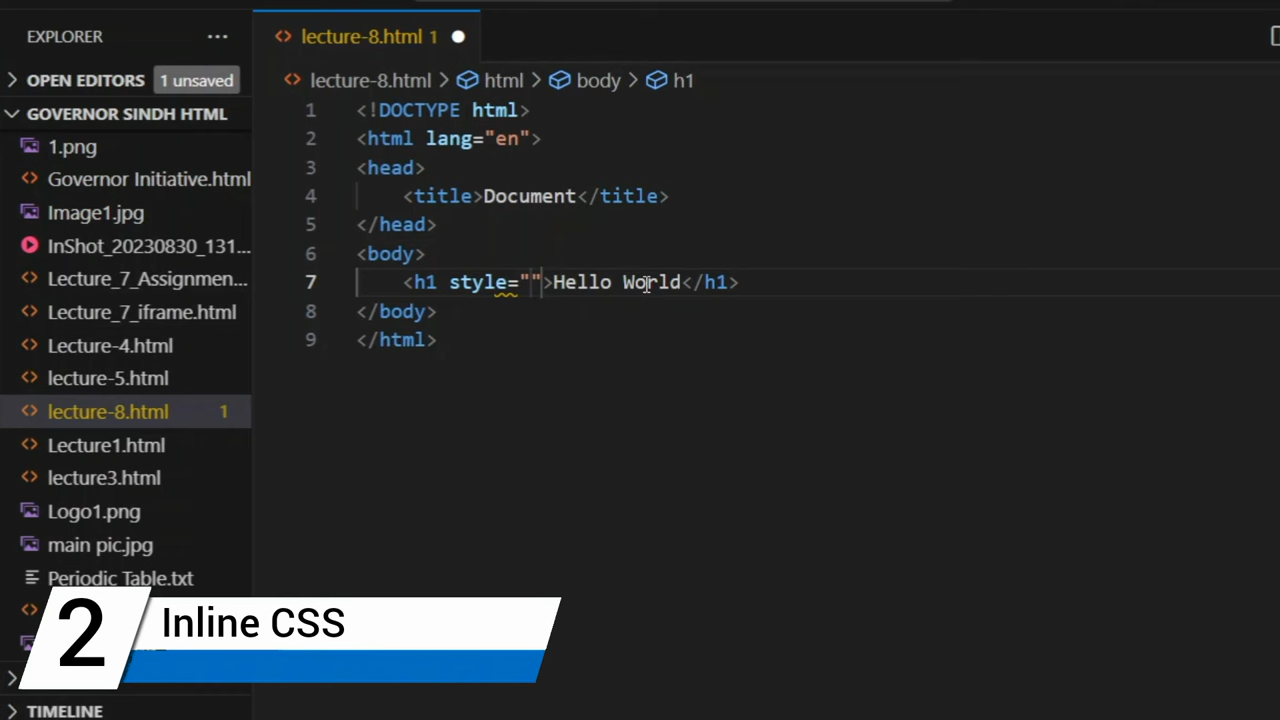 EXPLORER ...
OPEN EDITORS 1 unsaved
GOVERNOR SINDH HTML
1.png
Governor Initiative.html
Image1.jpg
InShot_20230830_131...
Lecture_7_Assignmen...
Lecture_7_iframe.html
Lecture-4.html
lecture-5.html
lecture-8.html 1
Lecture1.html
lecture3.html
Logo1.png
main pic.jpg
Periodic Table.txt
TIMELINE
lecture-8.html 1
lecture-8.html > html > body > h1
1 <!DOCTYPE html>
2 <html lang="en">
3 <head>
4 <title>Document</title>
5 </head>
6 <body>
7 <h1 style="">Hello World</h1>
8 </body>
9 </html>
2 Inline CSS